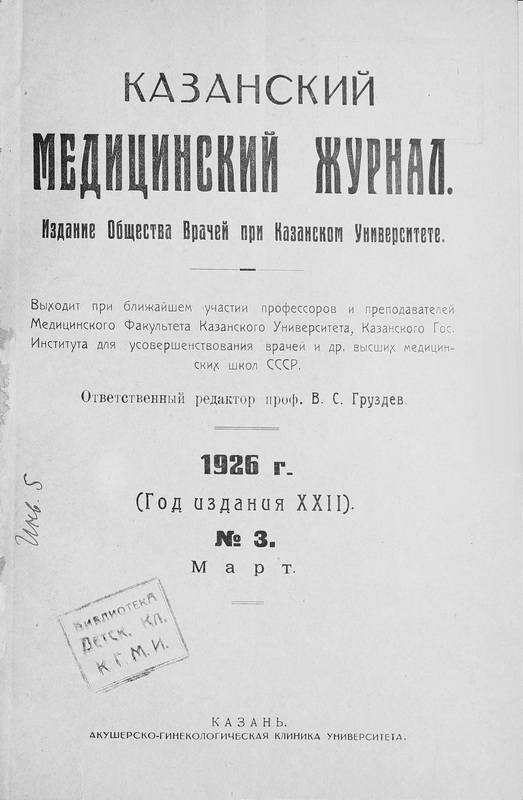 КАЗАНСКИЙ
МЕДИЦИНСКИЙ ЖУРНАЛ.
Издание Общества Врачей при Казанском Университете.
Выходит при ближайшем участии профессоров и преподавателей
Медицинского Факультета Казанского Университета, Казанского Гос.
Института для усовершенствования врачей и др. высших медицин-
ских школ СССР.
Ответственный редактор проф. В. С. Груздев.
1926 г.
(Год издания XXII).
№ 3.
Март.
Инв. 5
БИБЛИОТЕКА
Детск. Кл.
К.Г.М.И.
КАЗАНЬ.
АКУШЕРСКО-ГИНЕКОЛОГИЧЕСКАЯ КЛИНИКА УНИВЕРСИТЕТА.